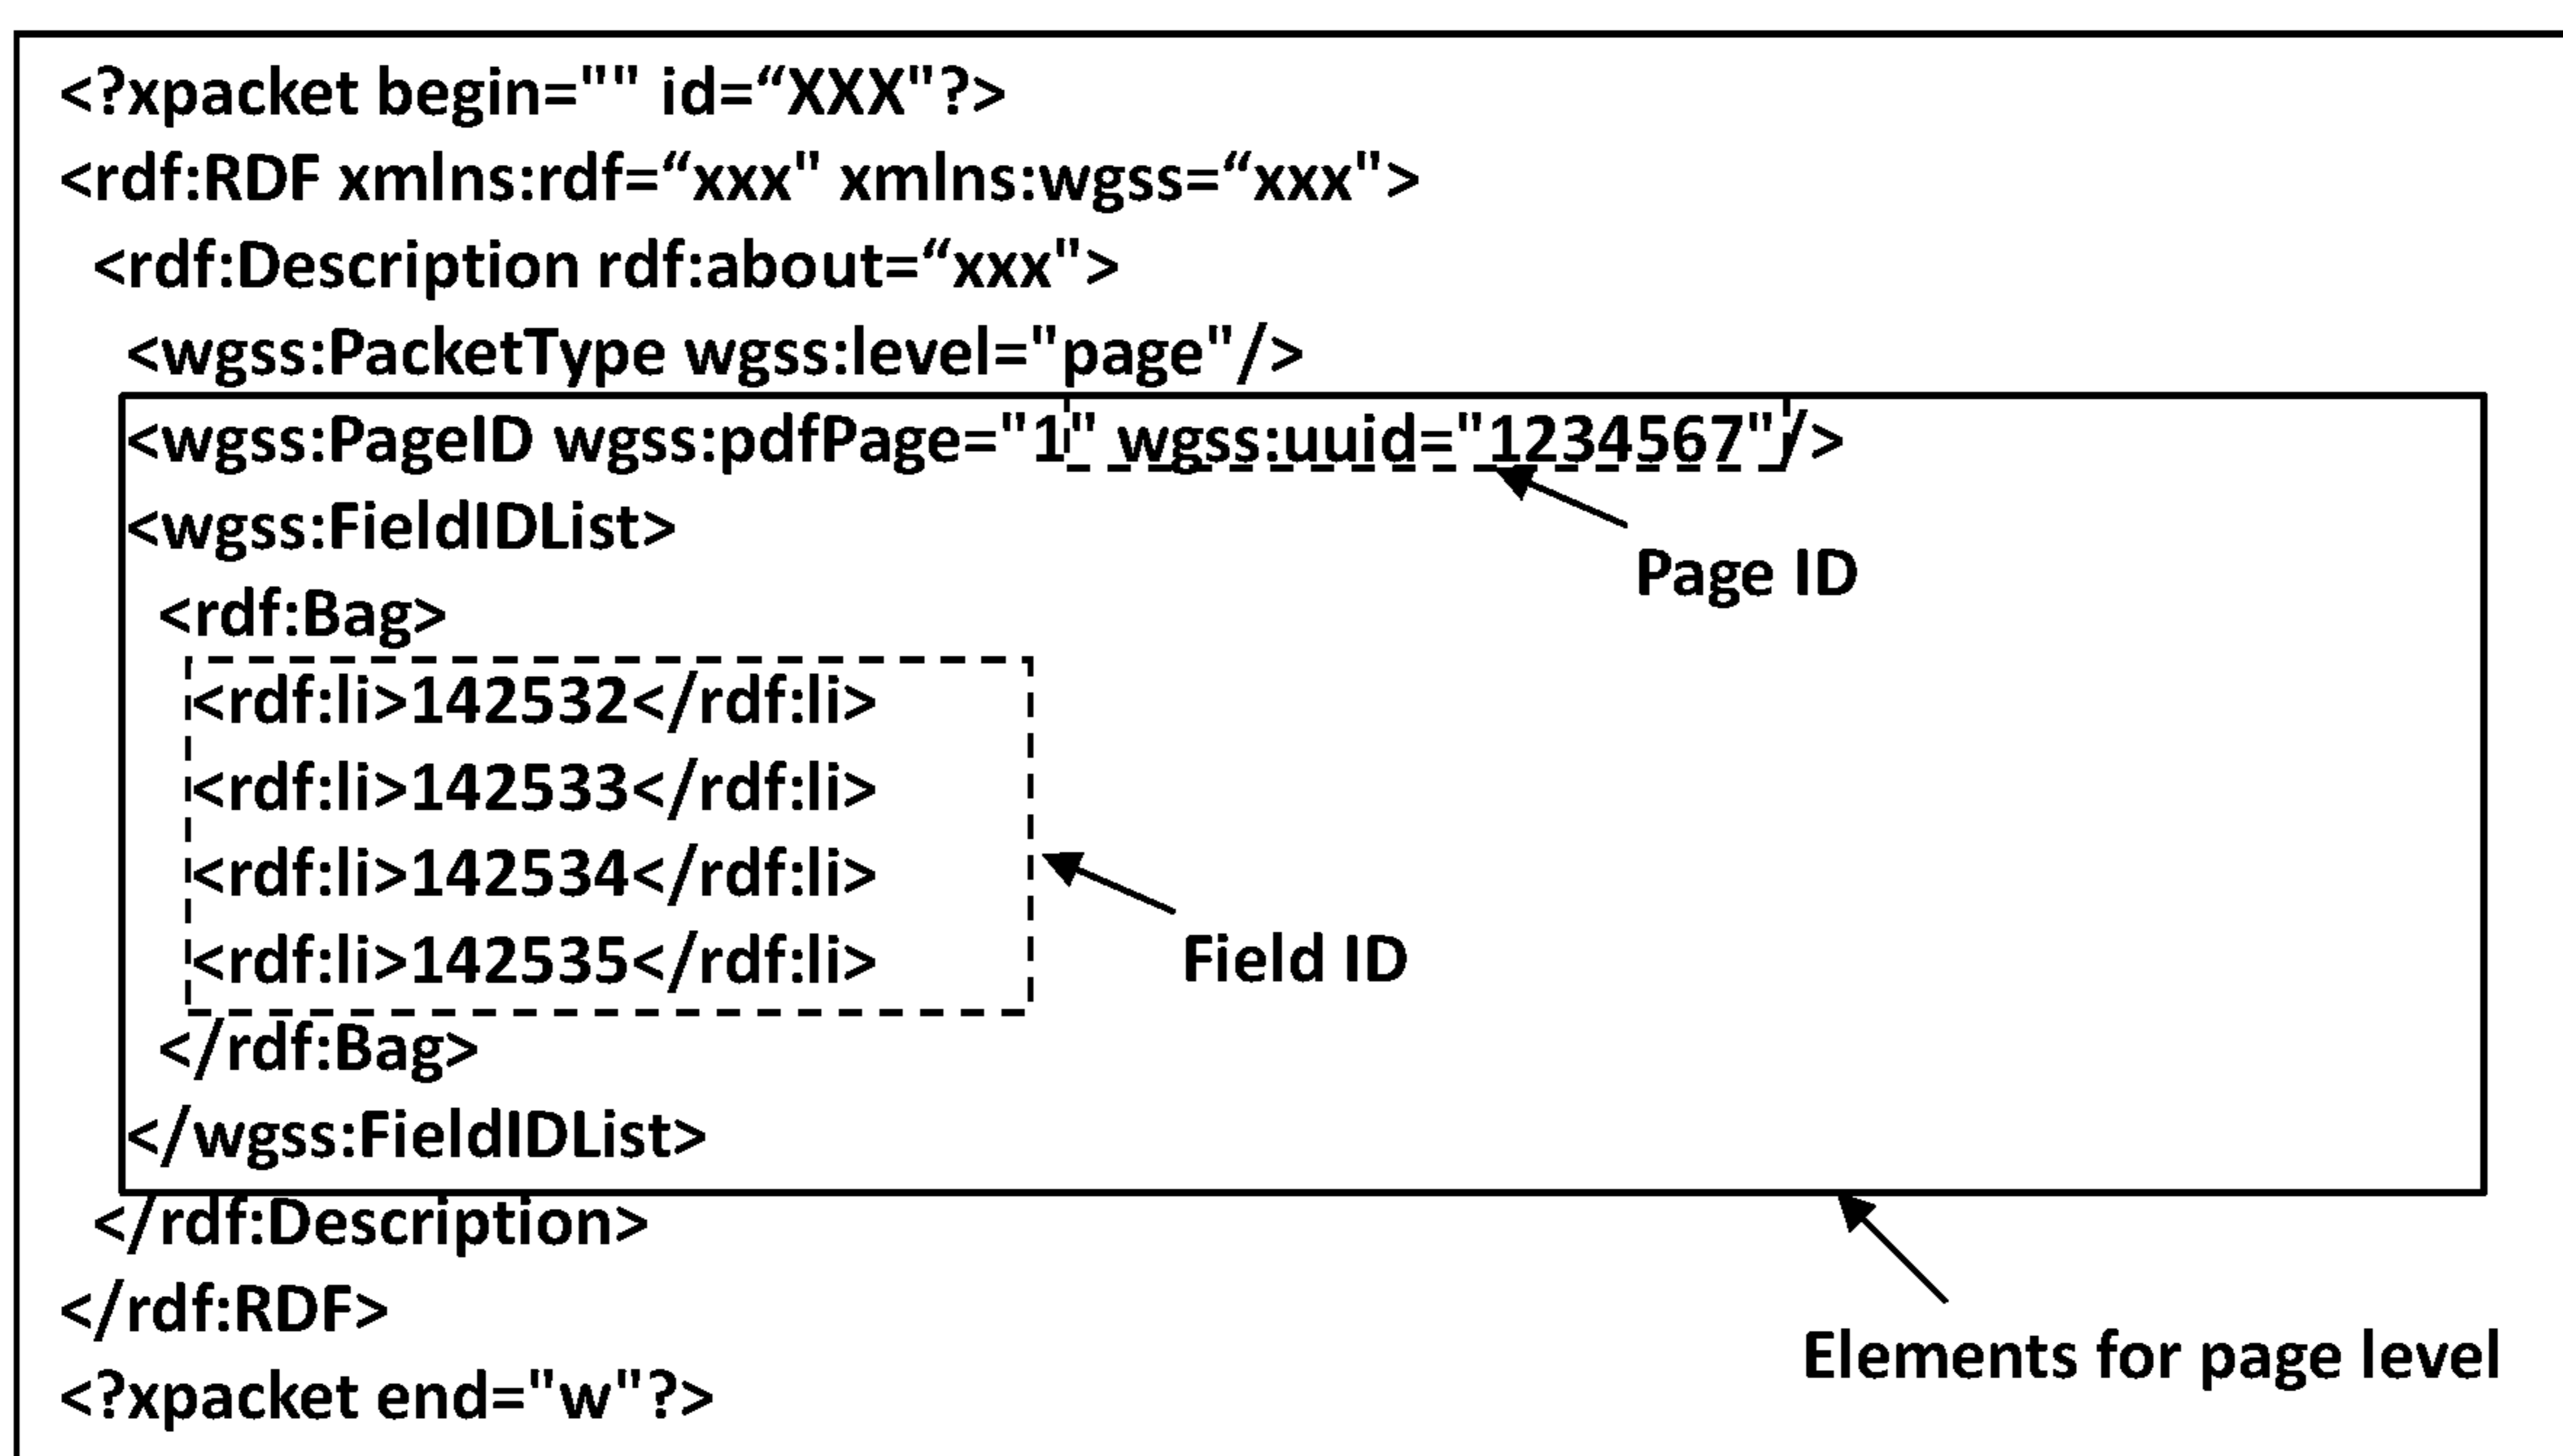 <?xpacket begin="" id=“XXX"?>
<rdf:RDF xmlns:rdf=“xxx" xmlns:wgss=“xxx">
<rdf:Description rdf:about=“xxx">
<wgss:PacketType wgss:level="page"/>
<wgss:PageID wgss:pdfPage="1" wgss:uuid="1234567"/>
<wgss:FieldIDList>
Page ID
<rdf:Bag>
<rdf:li>142532</rdf:li>
<rdf:li>142533</rdf:li>
<rdf:li>142534</rdf:li>
<rdf:li>142535</rdf:li>
Field ID
</rdf:Bag>
</wgss:FieldIDList>
</rdf:Description>
</rdf:RDF>
Elements for page level
<?xpacket end="w"?>